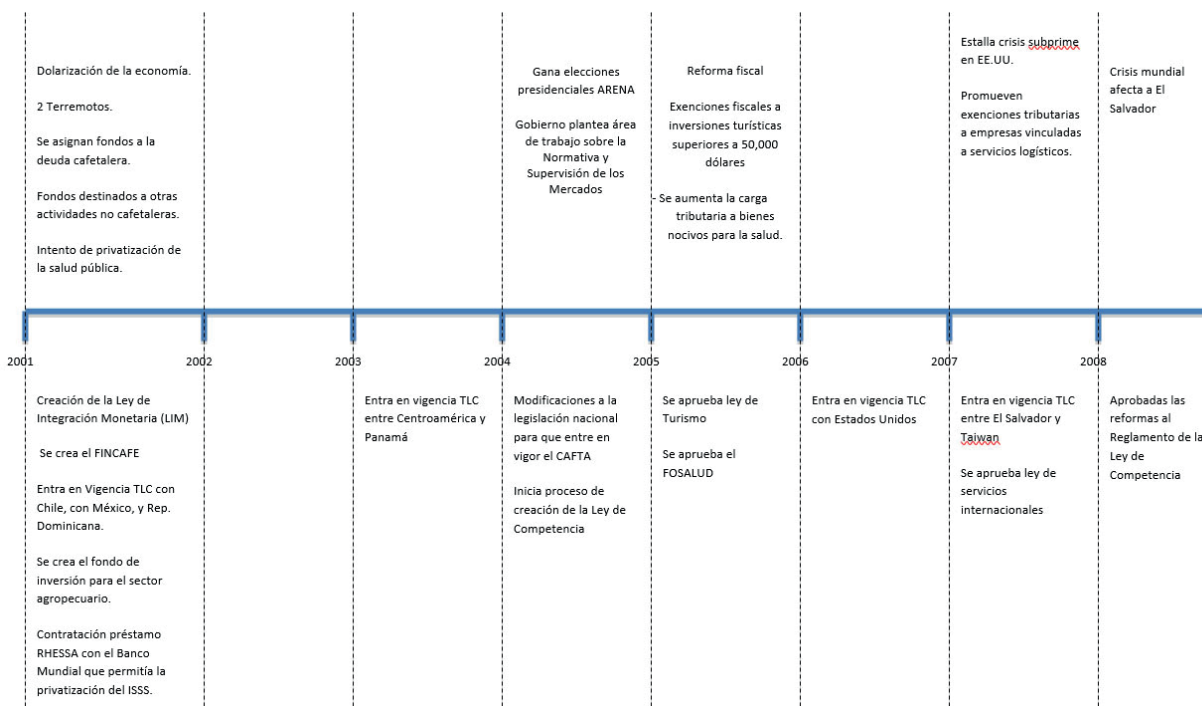 Dolarización de la economía.
2 Terremotos.
Se asignan fondos a la
deuda cafetalera.
Fondos destinados a otras
actividades no cafetaleras.
Intento de privatización de
la salud pública.
Gana elecciones
presidenciales ARENA
Gobierno plantea área
de trabajo sobre la
Normativa y
Supervisión de los
Mercados
Reforma fiscal
Exenciones fiscales a
inversiones turísticas
superiores a 50,000
dólares
- Se aumenta la carga
tributaria a bienes
nocivos para la salud.
Estalla crisis subprime
en EE.UU.
Promueven
exenciones tributarias
a empresas vinculadas
a servicios logísticos.
Crisis mundial
afecta a El
Salvador
2001
2002
2003
2004
2005
2006
2007
2008
Creación de la Ley de
Integración Monetaria (LIM)
Se crea el FINCAFE
Entra en Vigencia TLC con
Chile, con México, y Rep.
Dominicana.
Se crea el fondo de
inversión para el sector
agropecuario.
Contratación préstamo
RHESSA con el Banco
Mundial que permitía la
privatización del ISSS.
Entra en vigencia TLC
entre Centroamérica y
Panamá
Modificaciones a la
legislación nacional
para que entre en
vigor el CAFTA
Inicia proceso de
creación de la Ley de
Competencia
Se aprueba ley de
Turismo
Se aprueba el
FOSALUD
Entra en vigencia TLC
con Estados Unidos
Entra en vigencia TLC
entre El Salvador y
Taiwan
Se aprueba ley de
servicios
internacionales
Aprobadas las
reformas al
Reglamento de la
Ley de
Competencia